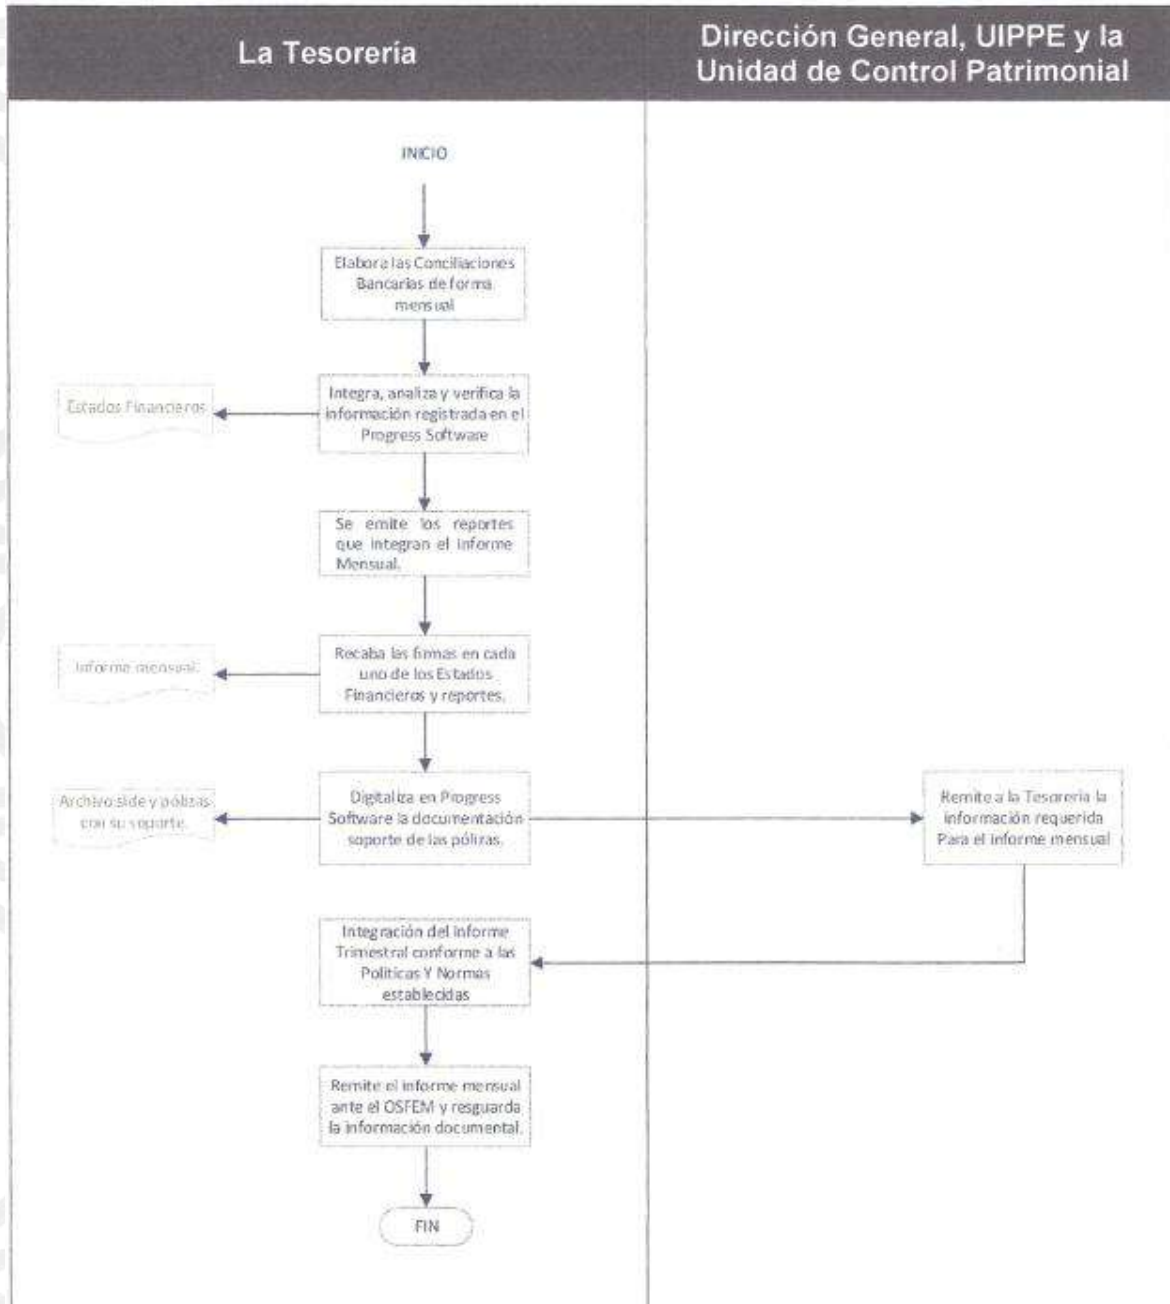 La Tesorería
Dirección General, UIPPE y la
Unidad de Control Patrimonial
INICIO
Elabora las Conciliaciones
Bancarias de forma
mensual
Estados Financieros
Integra, analiza y verifica la
información registrada en el
Progress Software
Se emite los reportes
que integran el Informe
Mensual.
Informe mensual.
Recaba las firmas en cada
uno de los Estados
Financieros y reportes.
Archivo side y pólizas
con su soporte.
Digitaliza en Progress
Software la documentación
soporte de las pólizas.
Remite a la Tesorería la
información requerida
Para el informe mensual
Integración del informe
Trimestral conforme a las
Políticas Y Normas
establecidas
Remite el informe mensual
ante el OSFEM y resguarda
la información documental.
FIN